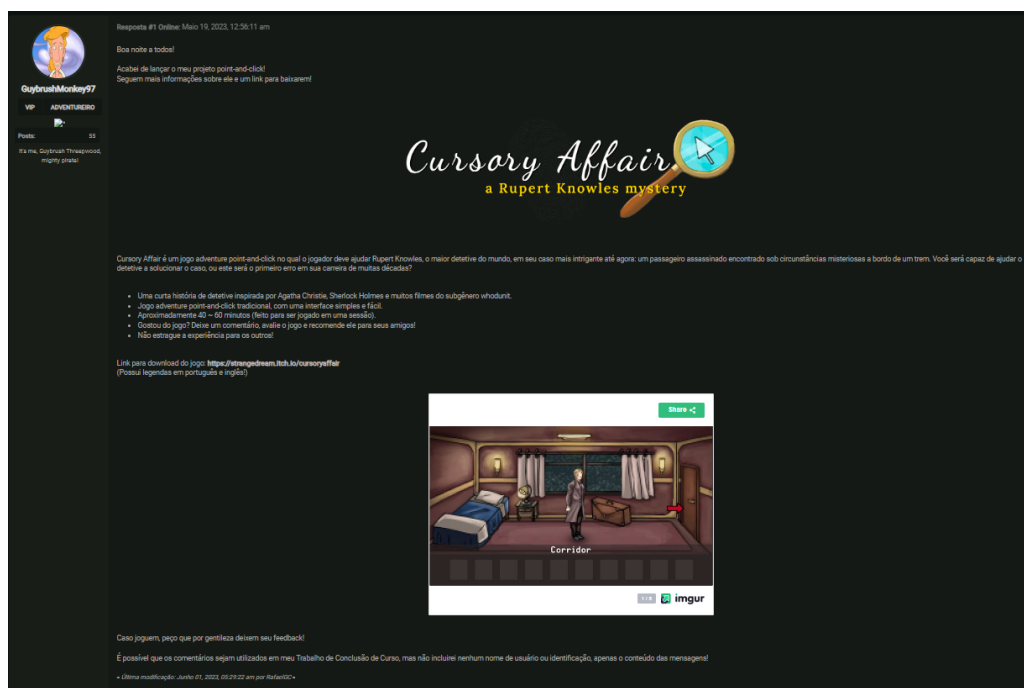 Resposta #1 Online: Maio 19, 2023, 12:56:11 am
GuybrushMonkey97
VIP ADVENTUREIRO
Posts: 55
It's me, Guybrush Threepwood,
mighty pirate!
Boa noite a todos!
Acabei de lançar o meu projeto point-and-click!
Seguem mais informações sobre ele e um link para baixarem!
Cursory Affair
a Rupert Knowles mystery
Cursory Affair é um jogo adventure point-and-click no qual o jogador deve ajudar Rupert Knowles, o maior detetive do mundo, em seu caso mais intrigante até agora: um passageiro assassinado encontrado sob circunstâncias misteriosas a bordo de um trem. Você será capaz de ajudar o
detetive a solucionar o caso, ou este será o primeiro erro em sua carreira de muitas décadas?
• Uma curta história de detetive inspirada por Agatha Christie, Sherlock Holmes e muitos filmes do subgênero whodunit.
• Jogo adventure point-and-click tradicional, com uma interface simples e fácil.
• Aproximadamente 40 ~ 60 minutos (feito para ser jogado em uma sessão).
• Gostou do jogo? Deixe um comentário, avalie o jogo e recomende ele para seus amigos!
• Não estrague a experiência para os outros!
Link para download do jogo: https://strangedream.itch.io/cursoryaffair
(Possui legendas em português e inglês!)
Share
Corridor
imgur
Caso joguem, peço que por gentileza deixem seu feedback!
É possível que os comentários sejam utilizados em meu Trabalho de Conclusão de Curso, mas não incluirei nenhum nome de usuário ou identificação, apenas o conteúdo das mensagens!
« Última modificação: Junho 01, 2023, 05:29:22 am por RafaelGC »